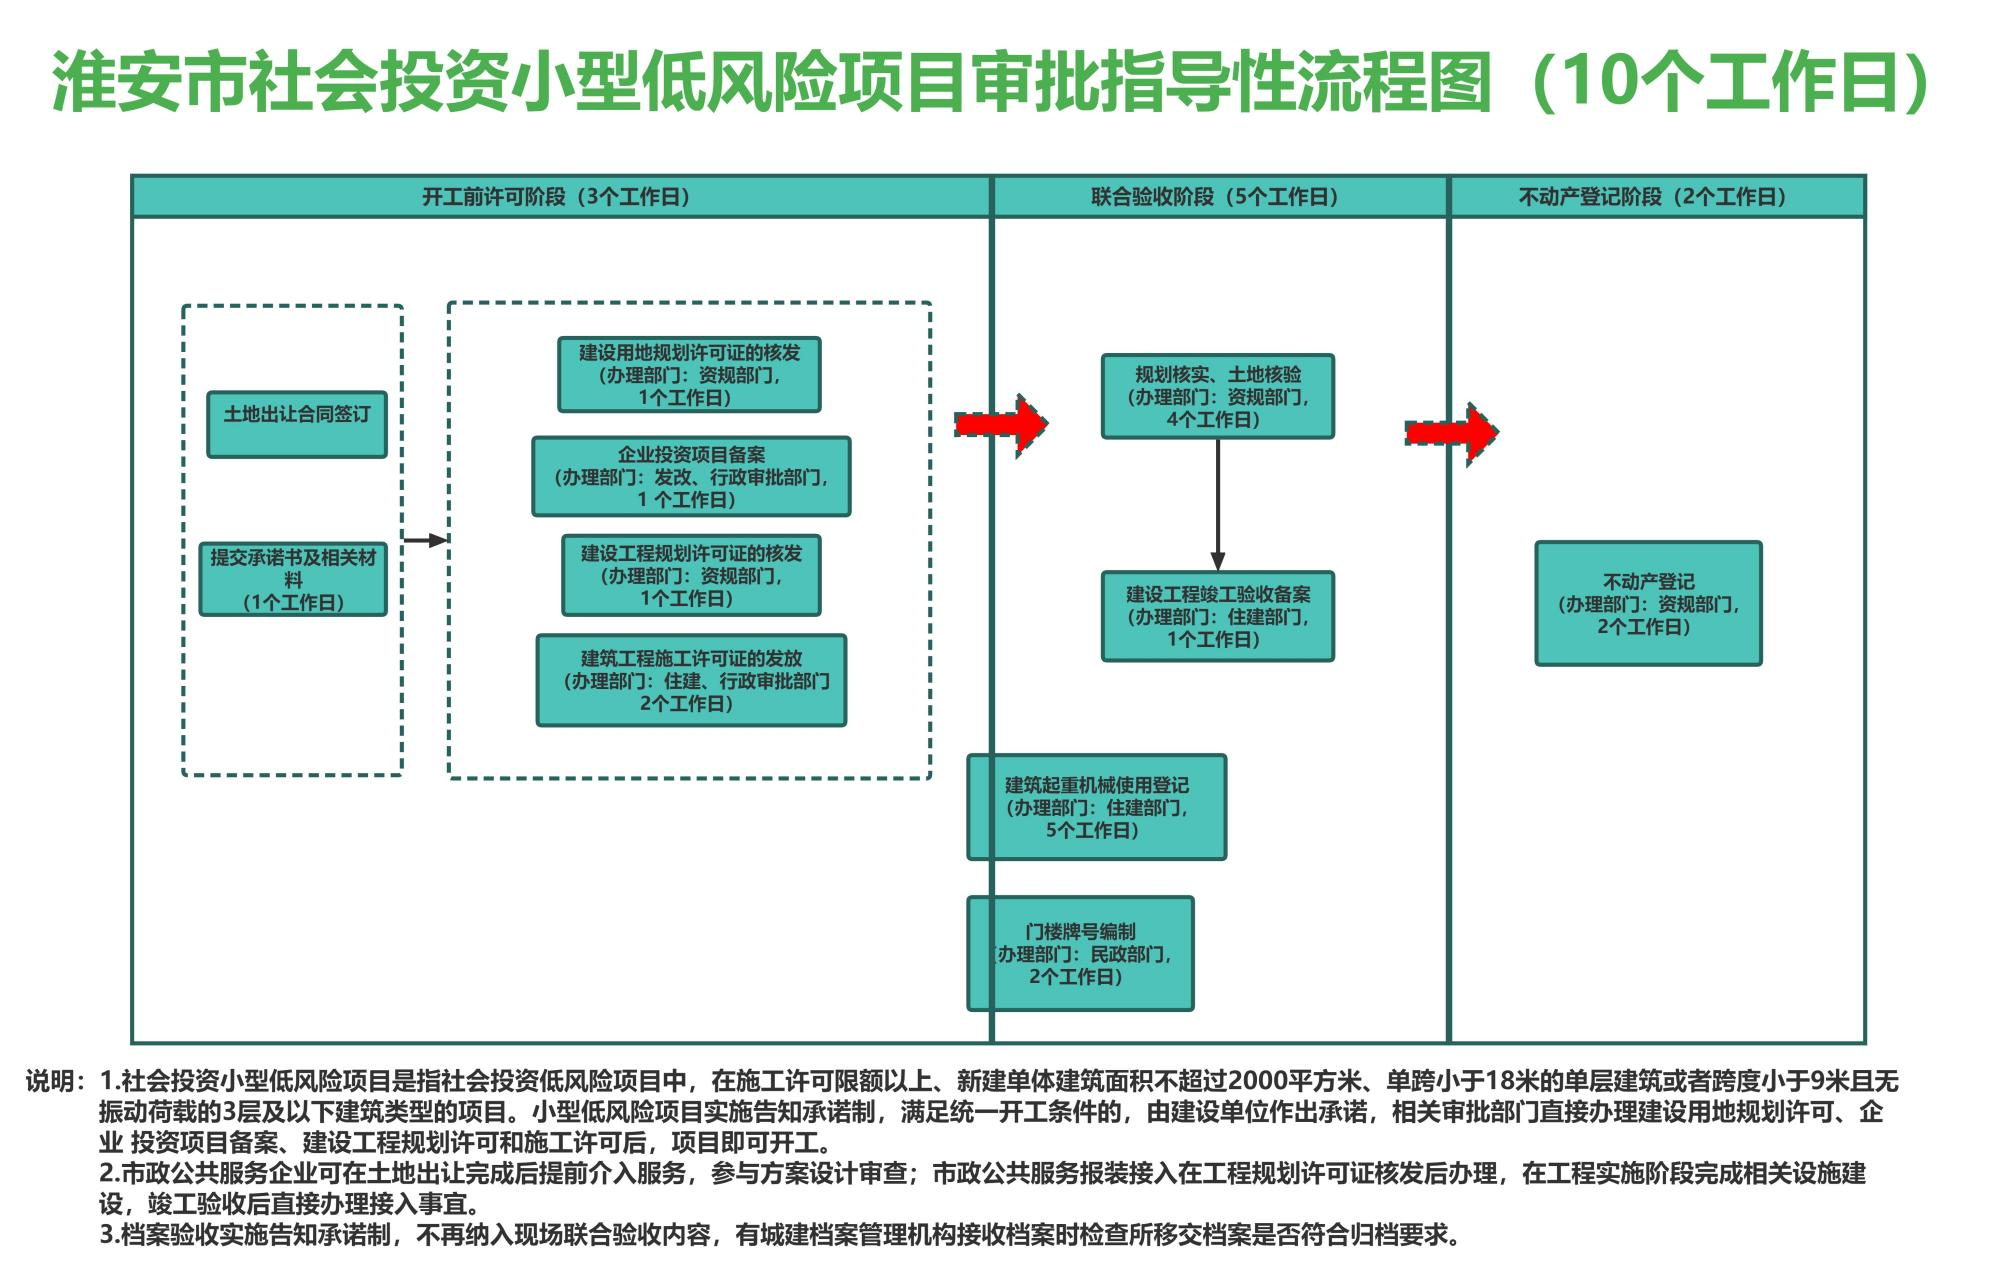 淮安市社会投资小型低风险项目审批指导性流程图（10个工作日）
开工前许可阶段（3个工作日）
联合验收阶段（5个工作日）
不动产登记阶段（2个工作日）
土地出让合同签订
提交承诺书及相关材
料
（1个工作日）
建设用地规划许可证的核发
（办理部门：资规部门，
1个工作日）
企业投资项目备案
（办理部门：发改、行政审批部门，
1 个工作日）
建设工程规划许可证的核发
（办理部门：资规部门，
1个工作日）
建筑工程施工许可证的发放
（办理部门：住建、行政审批部门
2个工作日）
规划核实、土地核验
（办理部门：资规部门，
4个工作日）
建设工程竣工验收备案
（办理部门：住建部门，
1个工作日）
建筑起重机械使用登记
（办理部门：住建部门，
5个工作日）
门楼牌号编制
（办理部门：民政部门，
2个工作日）
不动产登记
（办理部门：资规部门，
2个工作日）
说明：1.社会投资小型低风险项目是指社会投资低风险项目中，在施工许可限额以上、新建单体建筑面积不超过2000平方米、单跨小于18米的单层建筑或者跨度小于9米且无
振动荷载的3层及以下建筑类型的项目。小型低风险项目实施告知承诺制，满足统一开工条件的，由建设单位作出承诺，相关审批部门直接办理建设用地规划许可、企
业 投资项目备案、建设工程规划许可和施工许可后，项目即可开工。
2.市政公共服务企业可在土地出让完成后提前介入服务，参与方案设计审查；市政公共服务报装接入在工程规划许可证核发后办理，在工程实施阶段完成相关设施建
设，竣工验收后直接办理接入事宜。
3.档案验收实施告知承诺制，不再纳入现场联合验收内容，有城建档案管理机构接收档案时检查所移交档案是否符合归档要求。